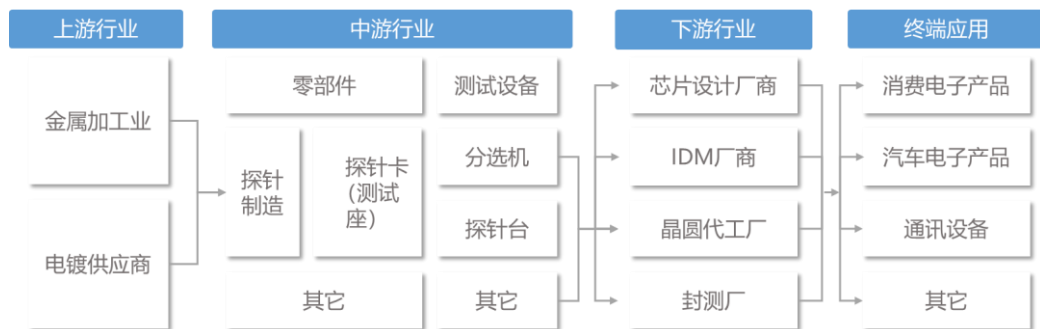 上游行业
中游行业
下游行业
终端应用
金属加工业
电镀供应商
零部件
探针
制造
探针卡
(测试
座)
其它
测试设备
分选机
探针台
其它
芯片设计厂商
IDM厂商
晶圆代工厂
封测厂
消费电子产品
汽车电子产品
通讯设备
其它